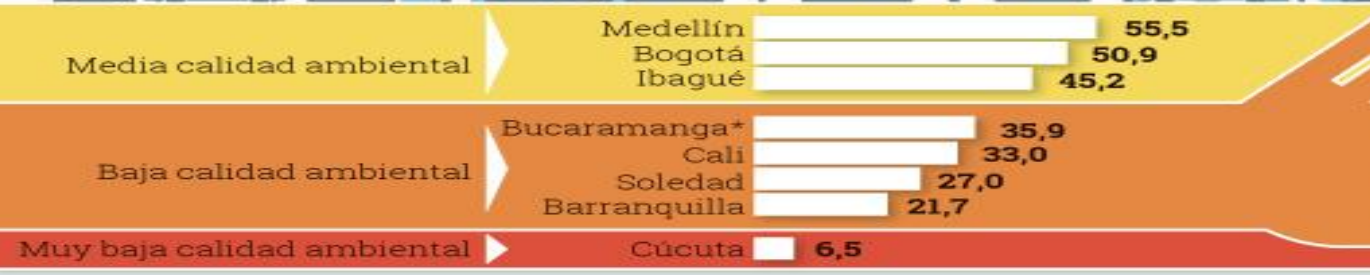 Media calidad ambiental
Medellín 55,5
Bogotá 50,9
Ibagué 45,2
Baja calidad ambiental
Bucaramanga* 35,9
Cali 33,0
Soledad 27,0
Barranquilla 21,7
Muy baja calidad ambiental
Cúcuta 6,5